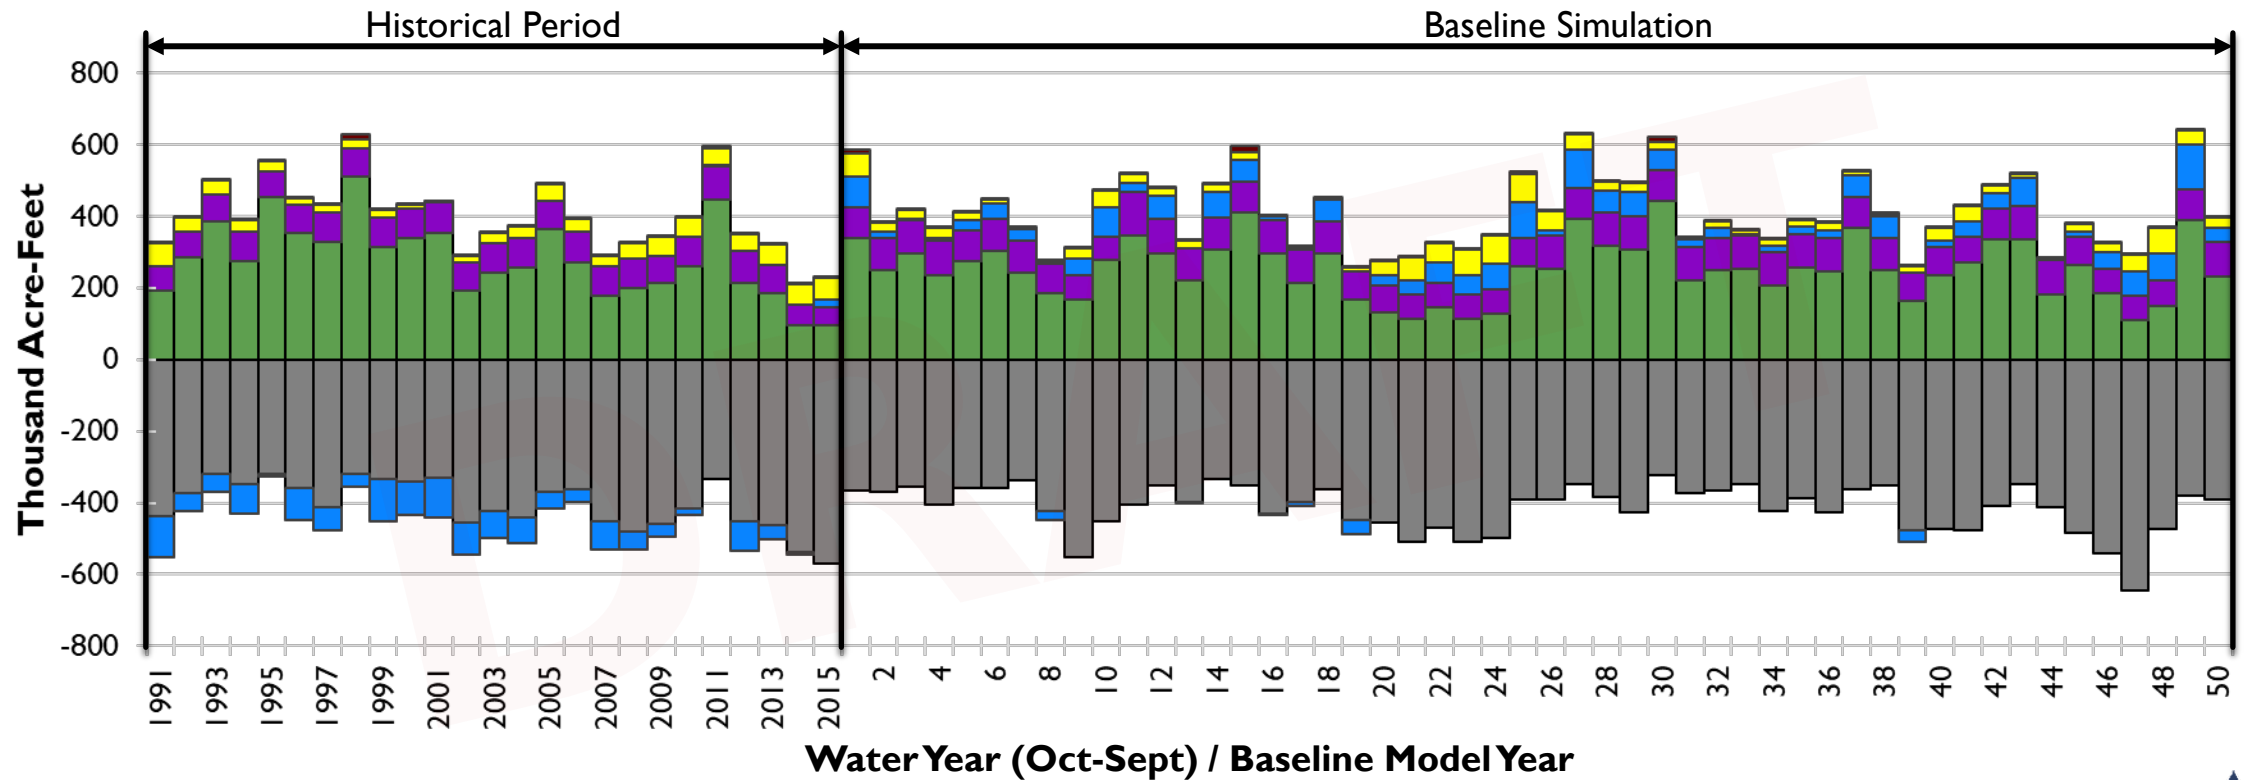 Historical Period
Baseline Simulation
Thousand Acre-Feet
800
600
400
200
0
-200
-400
-600
-800
DRAFT
1991 1993 1995 1997 1999 2001 2003 2005 2007 2009 2011 2013 2015 2 4 6 8 10 12 14 16 18 20 22 24 26 28 30 32 34 36 38 40 42 44 46 48 50
Water Year (Oct-Sept) / Baseline Model Year